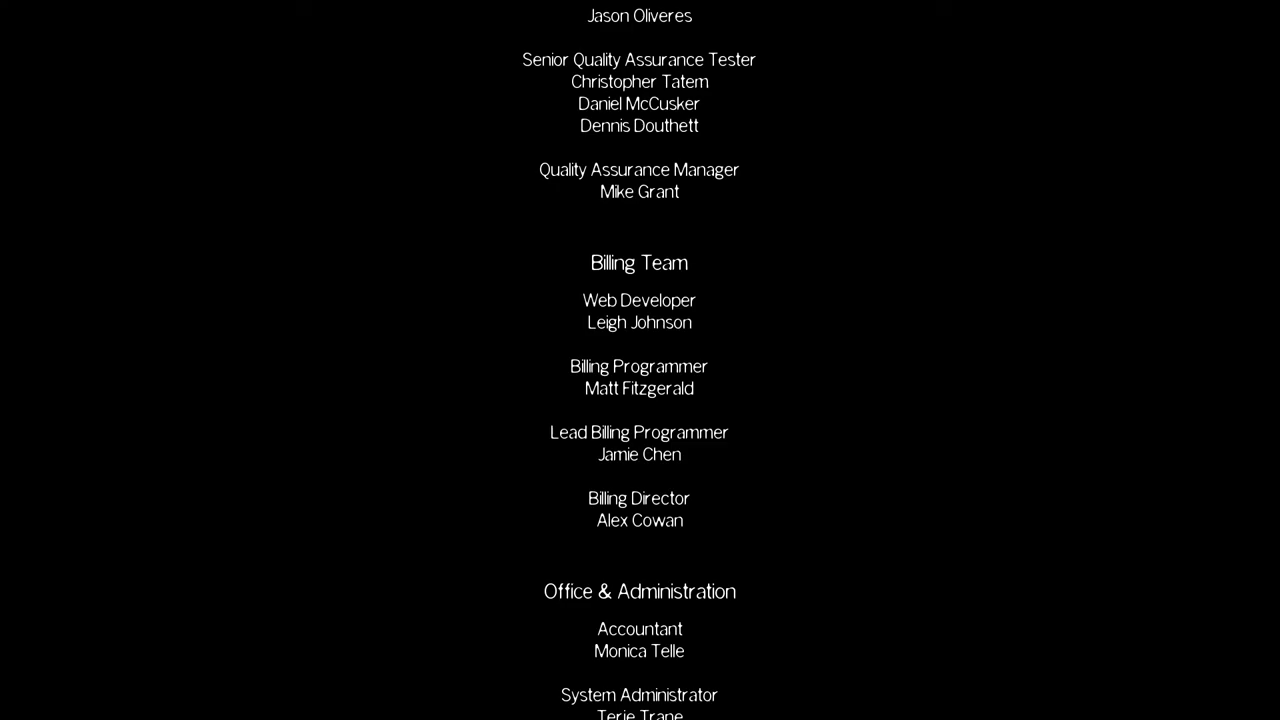 Jason Oliveres
Senior Quality Assurance Tester
Christopher Tatem
Daniel McCusker
Dennis Douthett
Quality Assurance Manager
Mike Grant
Billing Team
Web Developer
Leigh Johnson
Billing Programmer
Matt Fitzgerald
Lead Billing Programmer
Jamie Chen
Billing Director
Alex Cowan
Office & Administration
Accountant
Monica Telle
System Administrator
Terje Trane